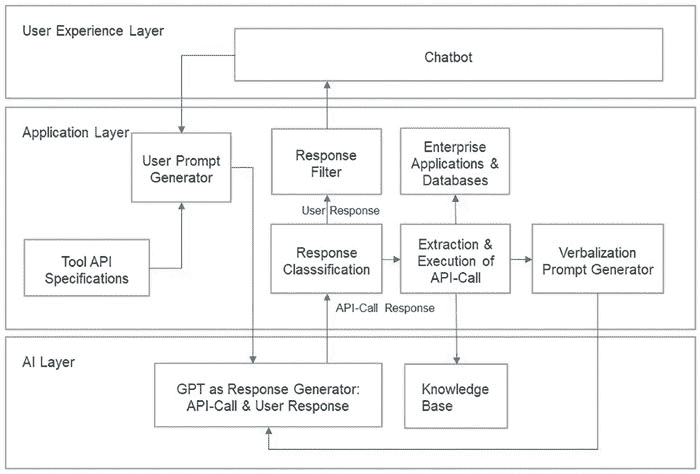 User Experience Layer
Chatbot
Application Layer
User Prompt
Generator
Response
Filter
Enterprise
Applications &
Databases
User Response
Tool API
Specifications
Response
Classsification
Extraction &
Execution of
API-Call
Verbalization
Prompt Generator
API-Call Response
AI Layer
GPT as Response Generator:
API-Call & User Response
Knowledge
Base